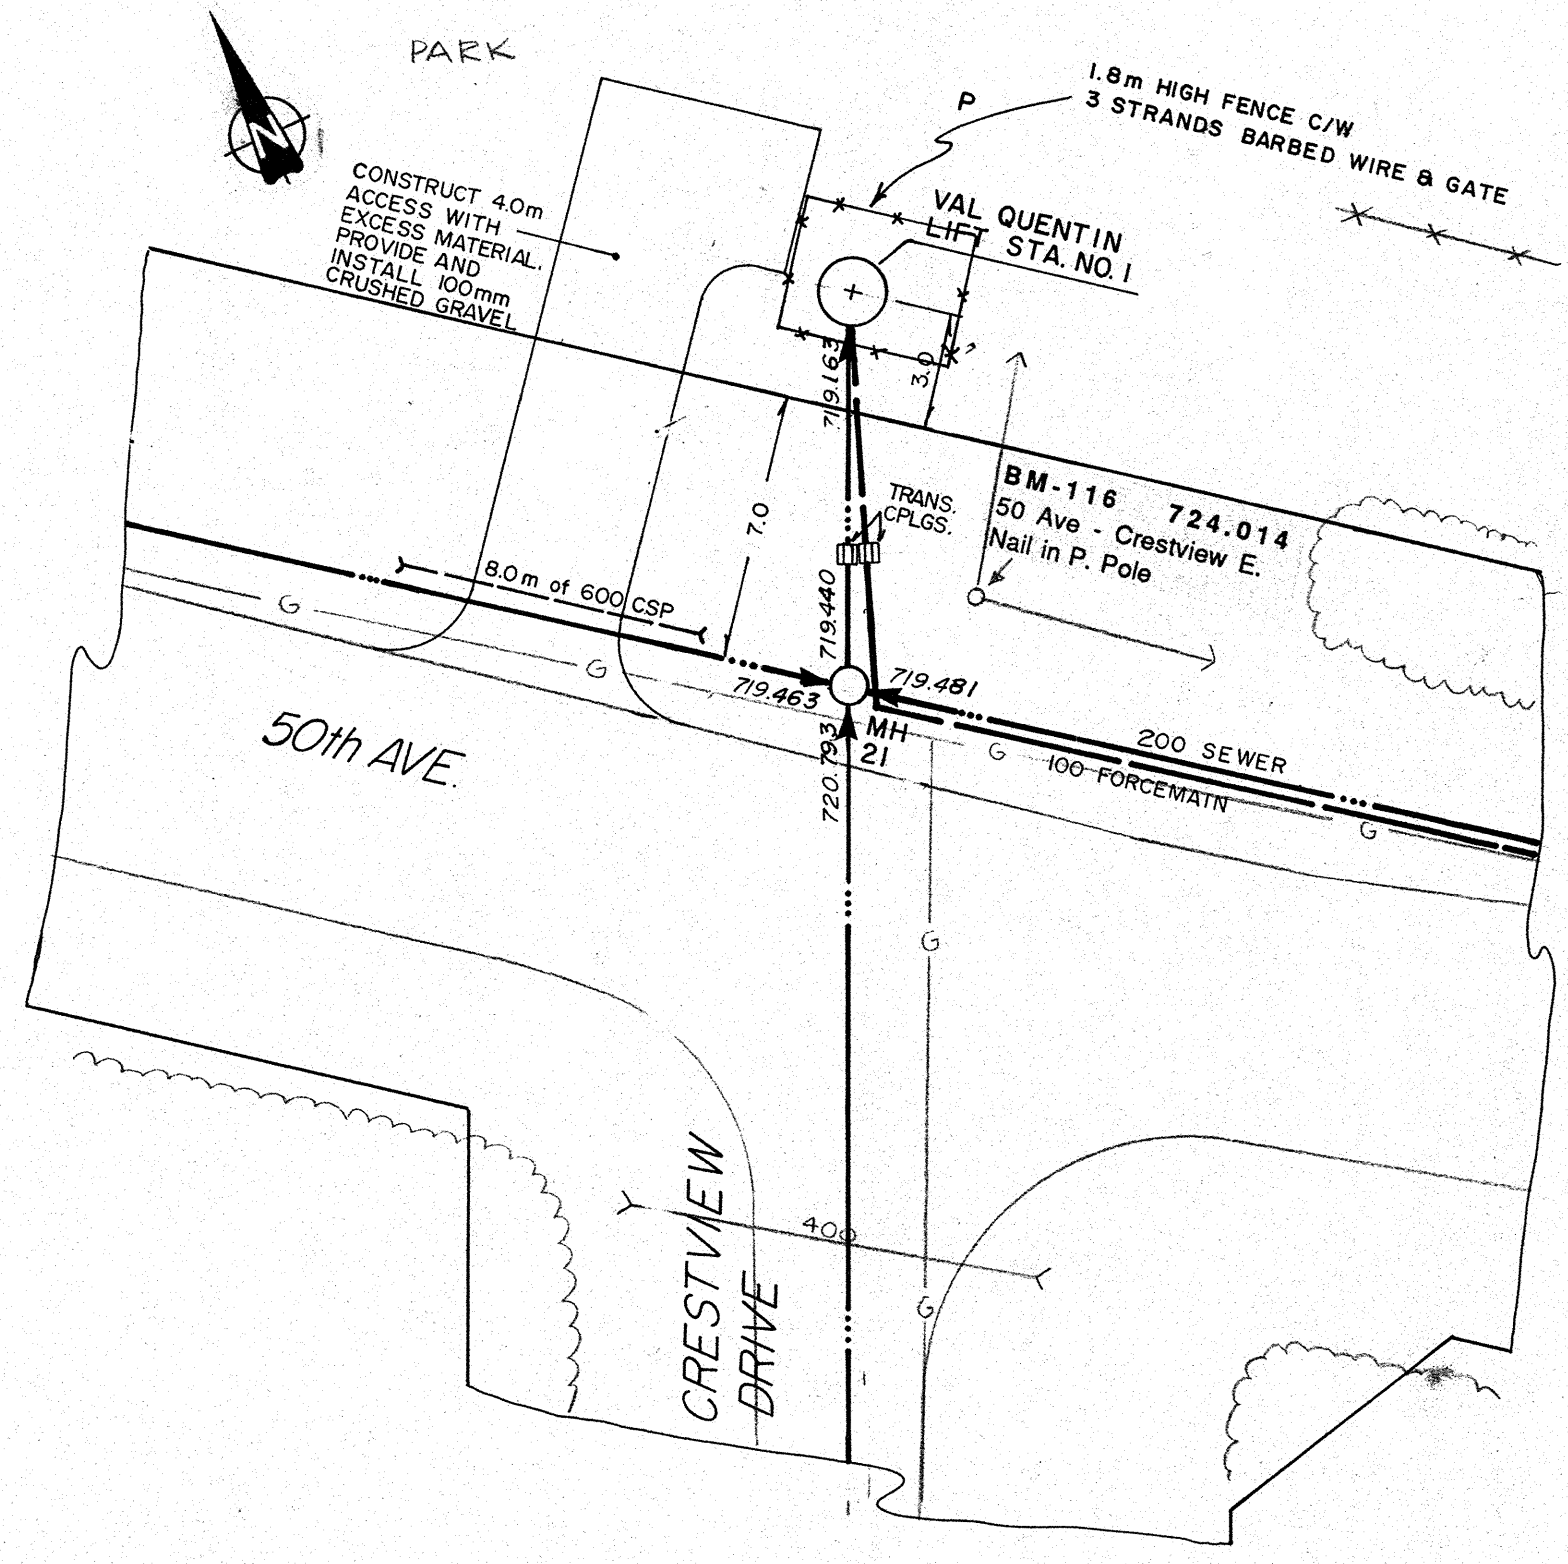 PARK
N
1.8m HIGH FENCE C/W
3 STRANDS BARBED WIRE & GATE
P
CONSTRUCT 4.0m
ACCESS WITH
EXCESS MATERIAL.
PROVIDE AND
INSTALL 100mm
CRUSHED GRAVEL
VAL QUENTIN
LIFT STA. NO. 1
719.163
3.0
7.0
TRANS.
CPLGS.
BM-116 724.014
50 Ave - Crestview E.
Nail in P. Pole
8.0m of 600 CSP
G
G
719.440
719.463
719.481
MH
21
720.793
50th AVE.
200 SEWER
G
100 FORCEMAIN
G
G
400
G
CRESTVIEW
DRIVE